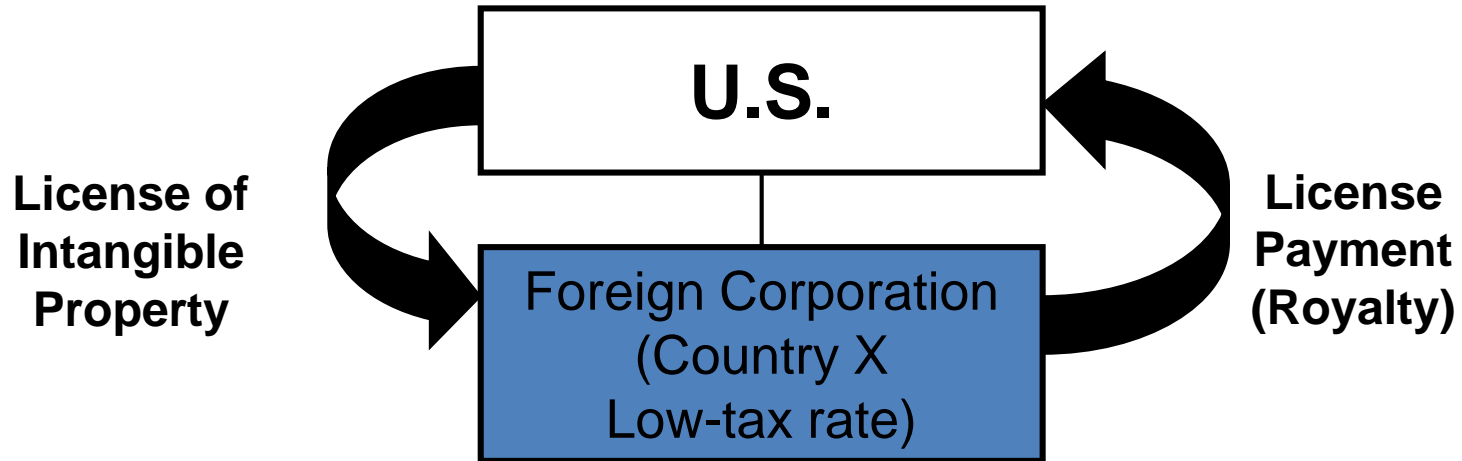 U.S.
License of
Intangible
Property
Foreign Corporation
(Country X
Low-tax rate)
License
Payment
(Royalty)